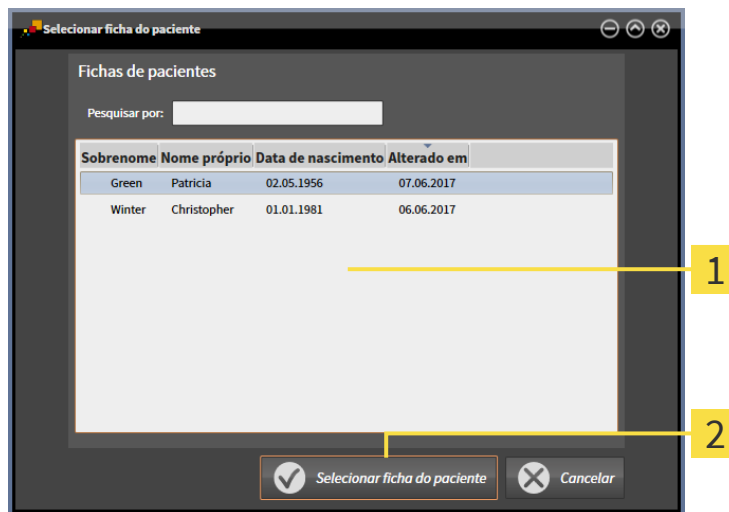 Selecionar ficha do paciente
Fichas de pacientes
Pesquisar por:
Sobrenome Nome próprio Data de nascimento Alterado em
Green Patricia 02.05.1956 07.06.2017
Winter Christopher 01.01.1981 06.06.2017
1
2
Selecionar ficha do paciente Cancelar